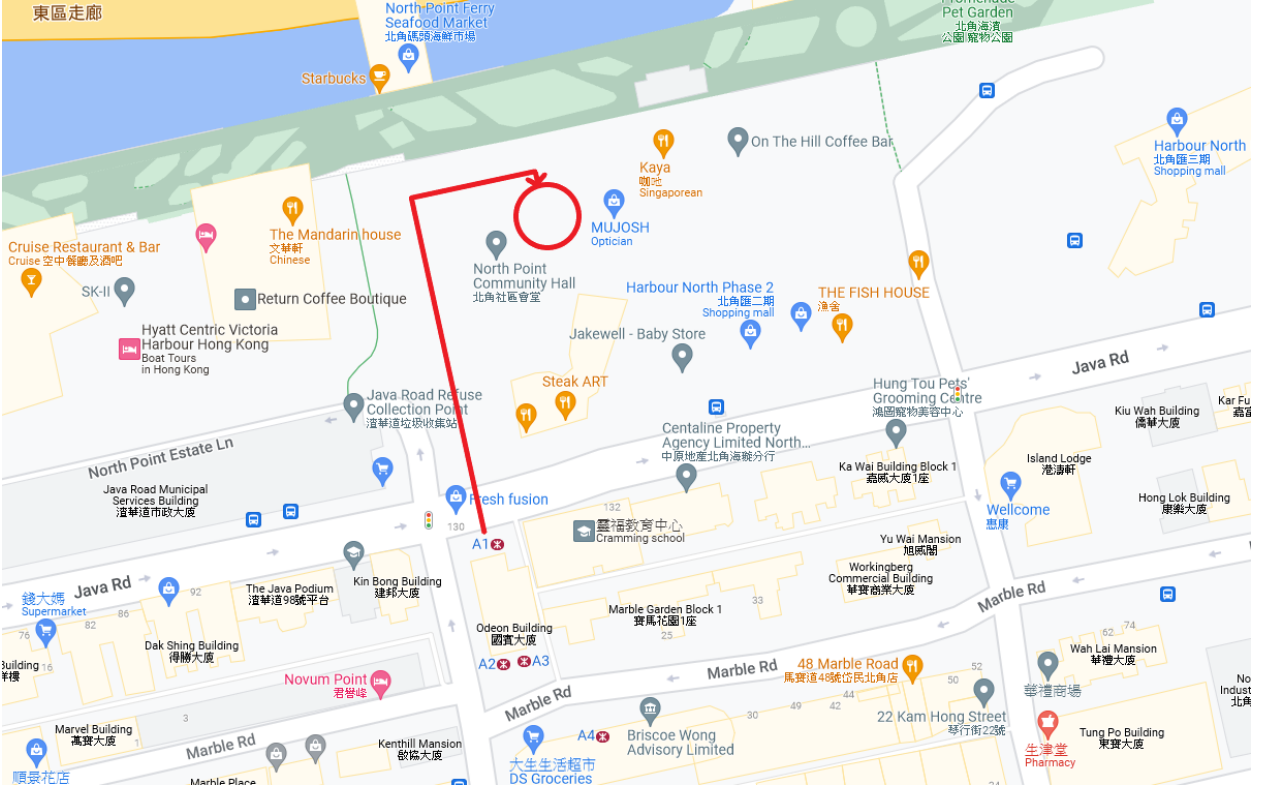 東區走廊
North Point Ferry
Seafood Market
北角碼頭海鮮市場
Pet Garden
北角海濱
公園 寵物公園
Starbucks
On The Hill Coffee Bar
Harbour North
北角匯三期
Shopping mall
Kaya
咖吔
Singaporean
MUJOSH
Optician
The Mandarin house
文華軒
Chinese
Cruise Restaurant & Bar
Cruise 空中餐廳及酒吧
SK-II
Return Coffee Boutique
North Point
Community Hall
北角社區會堂
Harbour North Phase 2
北角匯二期
Shopping mall
THE FISH HOUSE
漁舍
Hyatt Centric Victoria
Harbour Hong Kong
Boat Tours
in Hong Kong
Jakewell - Baby Store
Java Rd
Steak ART
Java Road Refuse
Collection Point
渣華道垃圾收集站
Hung Tou Pets'
Grooming Centre
鴻圖寵物美容中心
Kiu Wah Building
僑華大廈
Kar Fu
嘉富
North Point Estate Ln
Centaline Property
Agency Limited North...
中原地產北角海璇分行
Ka Wai Building Block 1
嘉威大廈1座
Island Lodge
港濤軒
Java Road Municipal
Services Building
渣華道市政大廈
Fresh fusion
Wellcome
惠康
Hong Lok Building
康樂大廈
130
132
靈福教育中心
Cramming school
A1
Yu Wai Mansion
旭威閣
Java Rd
Kin Bong Building
建邦大廈
The Java Podium
渣華道98號平台
Workingberg
Commercial Building
華寶商業大廈
Marble Rd
錢大媽
Supermarket
92
86
82
76
Marble Garden Block 1
寶馬花園1座
33
25
Odeon Building
國賓大廈
Dak Shing Building
得勝大廈
Building
16
62
74
Wah Lai Mansion
華禮大廈
A2
A3
Marble Rd
48 Marble Road
馬寶道48號岱民北角店
52
華禮商場
Novum Point
君譽峰
Marble Rd
50
44
42
49
30
22 Kam Hong Street
琴行街22號
3
1
Marvel Building
萬寶大廈
Marble Rd
Kenthill Mansion
啟協大廈
A4
Briscoe Wong
Advisory Limited
生津堂
Pharmacy
Tung Po Building
東寶大廈
No
Indust
北角
順景花店
Marble Place
大生生活超市
DS Groceries
24